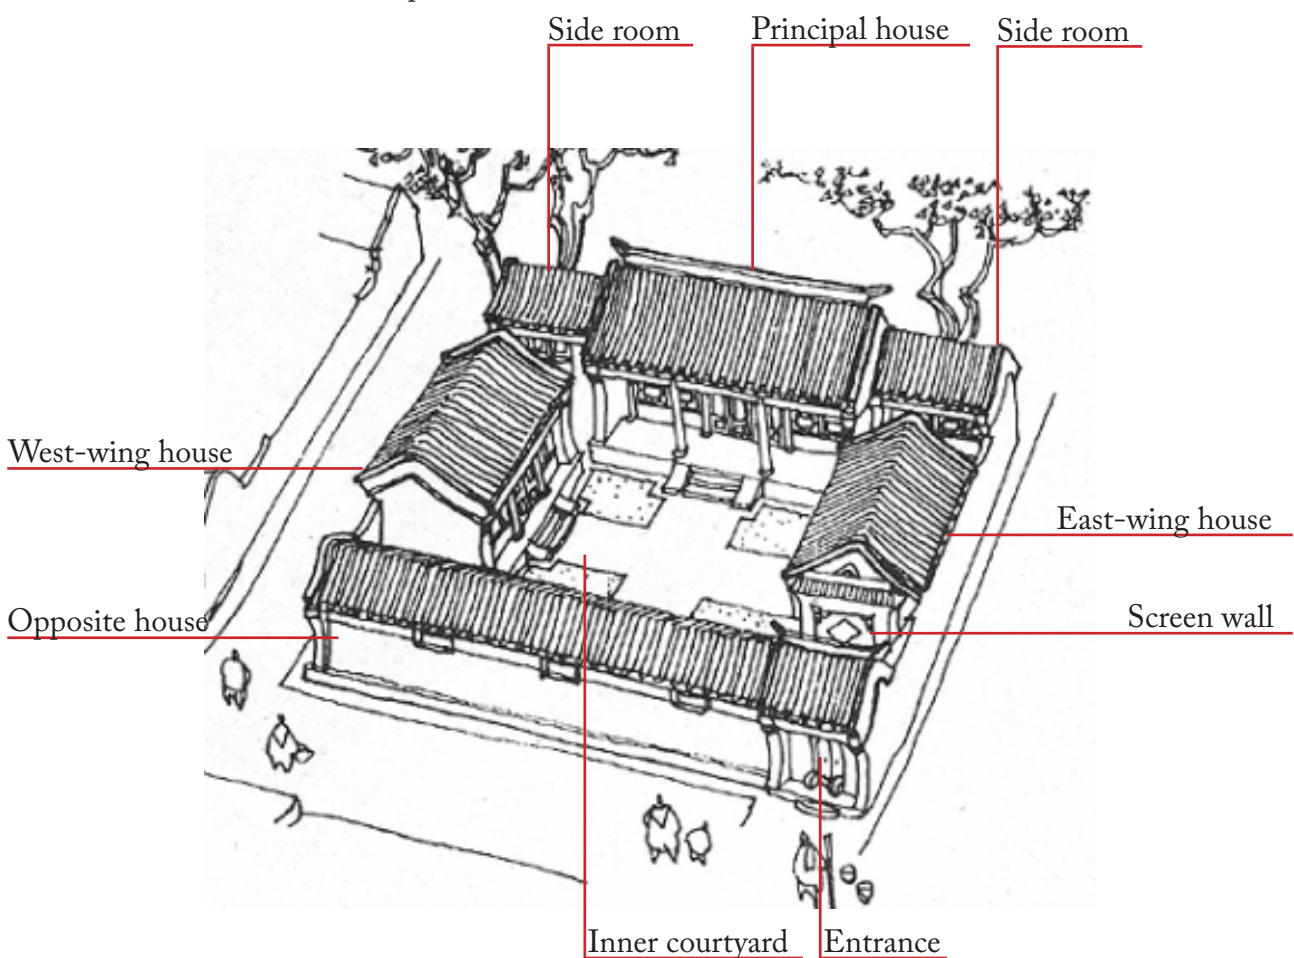 Side room
Principal house
Side room
West-wing house
East-wing house
Opposite house
Screen wall
Inner courtyard
Entrance